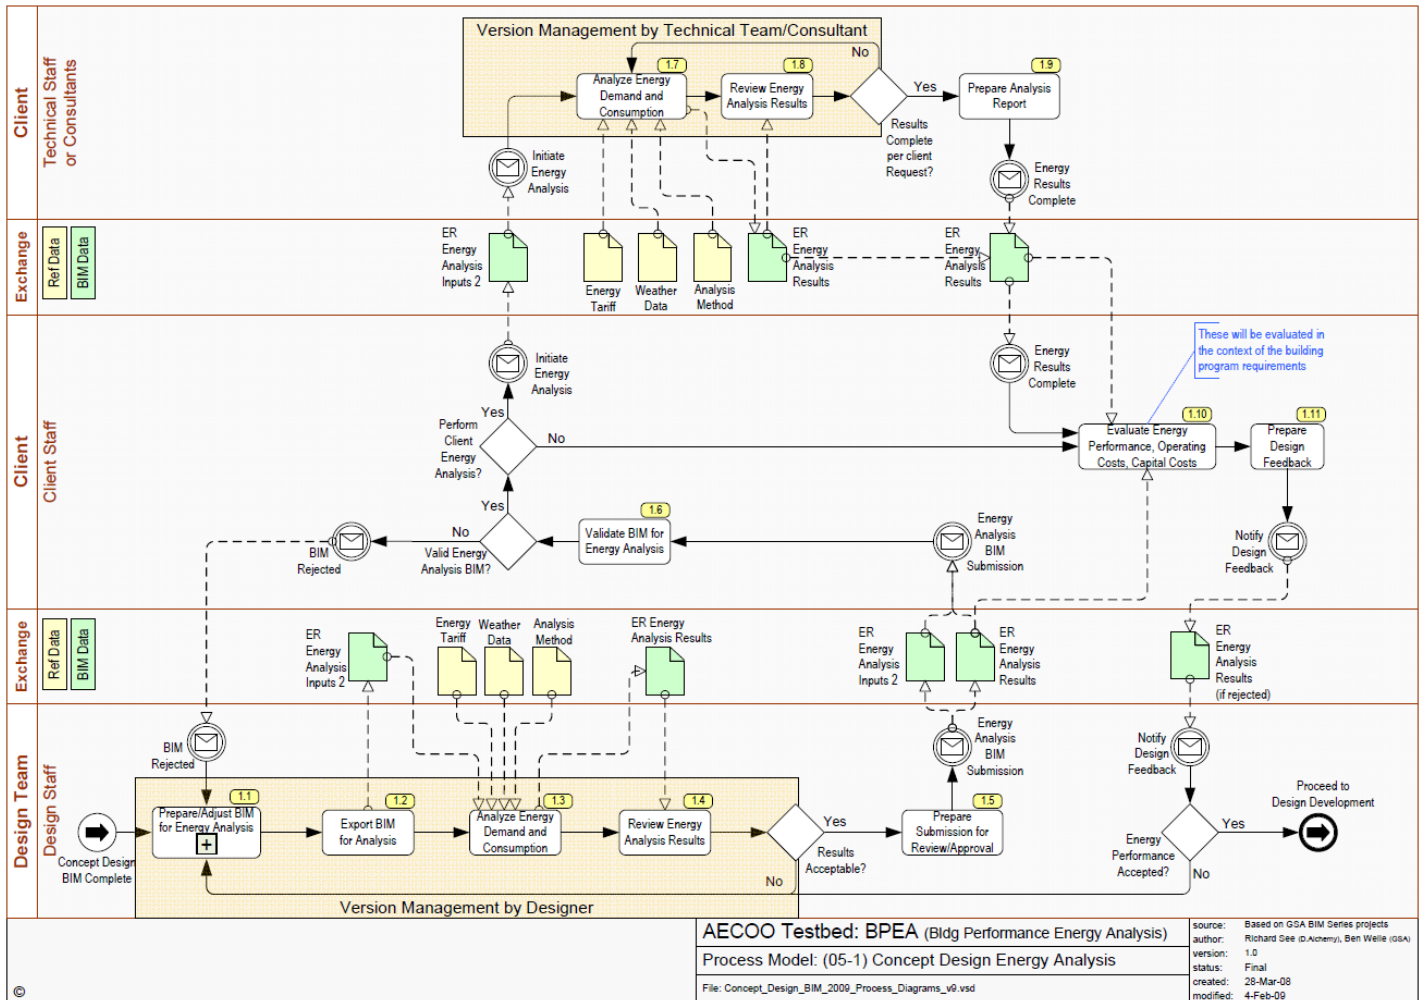 Client
Technical Staff
or Consultants
Version Management by Technical Team/Consultant
No
1.7
Analyze Energy
Demand and
Consumption
1.8
Review Energy
Analysis Results
Yes
Results
Complete
per client
Request?
1.9
Prepare Analysis
Report
Initiate
Energy
Analysis
Energy
Results
Complete
Exchange
Ref Data
BIM Data
ER
Energy
Analysis
Inputs 2
Energy
Tariff
Weather
Data
Analysis
Method
ER
Energy
Analysis
Results
ER
Energy
Analysis
Results
Client
Client Staff
Initiate
Energy
Analysis
Energy
Results
Complete
These will be evaluated in
the context of the building
program requirements
Yes
Perform
Client
Energy
Analysis?
No
1.10
Evaluate Energy
Performance, Operating
Costs, Capital Costs
1.11
Prepare
Design
Feedback
Yes
No
Valid Energy
Analysis BIM?
1.6
Validate BIM for
Energy Analysis
BIM
Rejected
Energy
Analysis
BIM
Submission
Notify
Design
Feedback
Exchange
Ref Data
BIM Data
ER
Energy
Analysis
Inputs 2
Energy
Tariff
Weather
Data
Analysis
Method
ER Energy
Analysis Results
ER
Energy
Analysis
Inputs 2
ER
Energy
Analysis
Results
ER
Energy
Analysis
Results
(if rejected)
Design Team
Design Staff
BIM
Rejected
Energy
Analysis
BIM
Submission
Notify
Design
Feedback
Concept Design
BIM Complete
1.1
Prepare/Adjust BIM
for Energy Analysis
1.2
Export BIM
for Analysis
1.3
Analyze Energy
Demand and
Consumption
1.4
Review Energy
Analysis Results
Yes
Results
Acceptable?
No
1.5
Prepare
Submission for
Review/Approval
Energy
Performance
Accepted?
Yes
No
Proceed to
Design Development
Version Management by Designer
AECOO Testbed: BPEA (Bldg Performance Energy Analysis)
Process Model: (05-1) Concept Design Energy Analysis
File: Concept_Design_BIM_2009_Process_Diagrams_v9.vsd
source: Based on GSA BIM Series projects
author: Richard See (D.Alchemy), Ben Welle (GSA)
version: 1.0
status: Final
created: 28-Mar-08
modified: 4-Feb-09
©